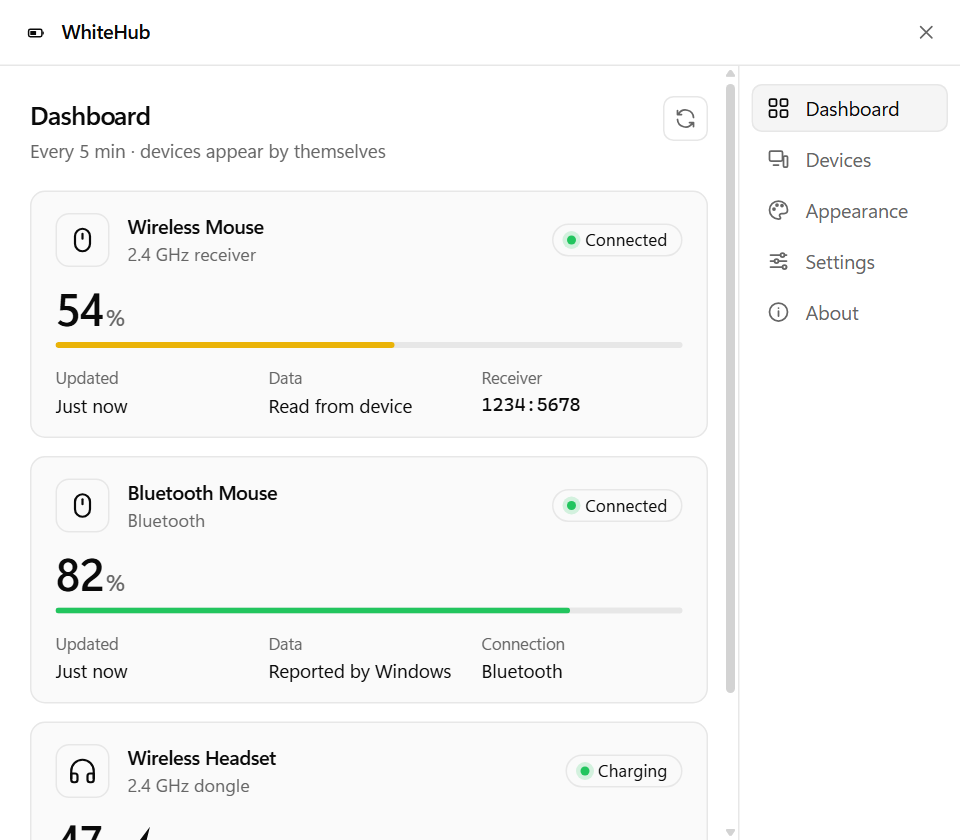 WhiteHub
Dashboard
Every 5 min · devices appear by themselves
Wireless Mouse
2.4 GHz receiver
Connected
54%
Updated
Data
Receiver
Just now
Read from device
1234:5678
Bluetooth Mouse
Bluetooth
Connected
82%
Updated
Data
Connection
Just now
Reported by Windows
Bluetooth
Wireless Headset
2.4 GHz dongle
Charging
47
Dashboard
Devices
Appearance
Settings
About